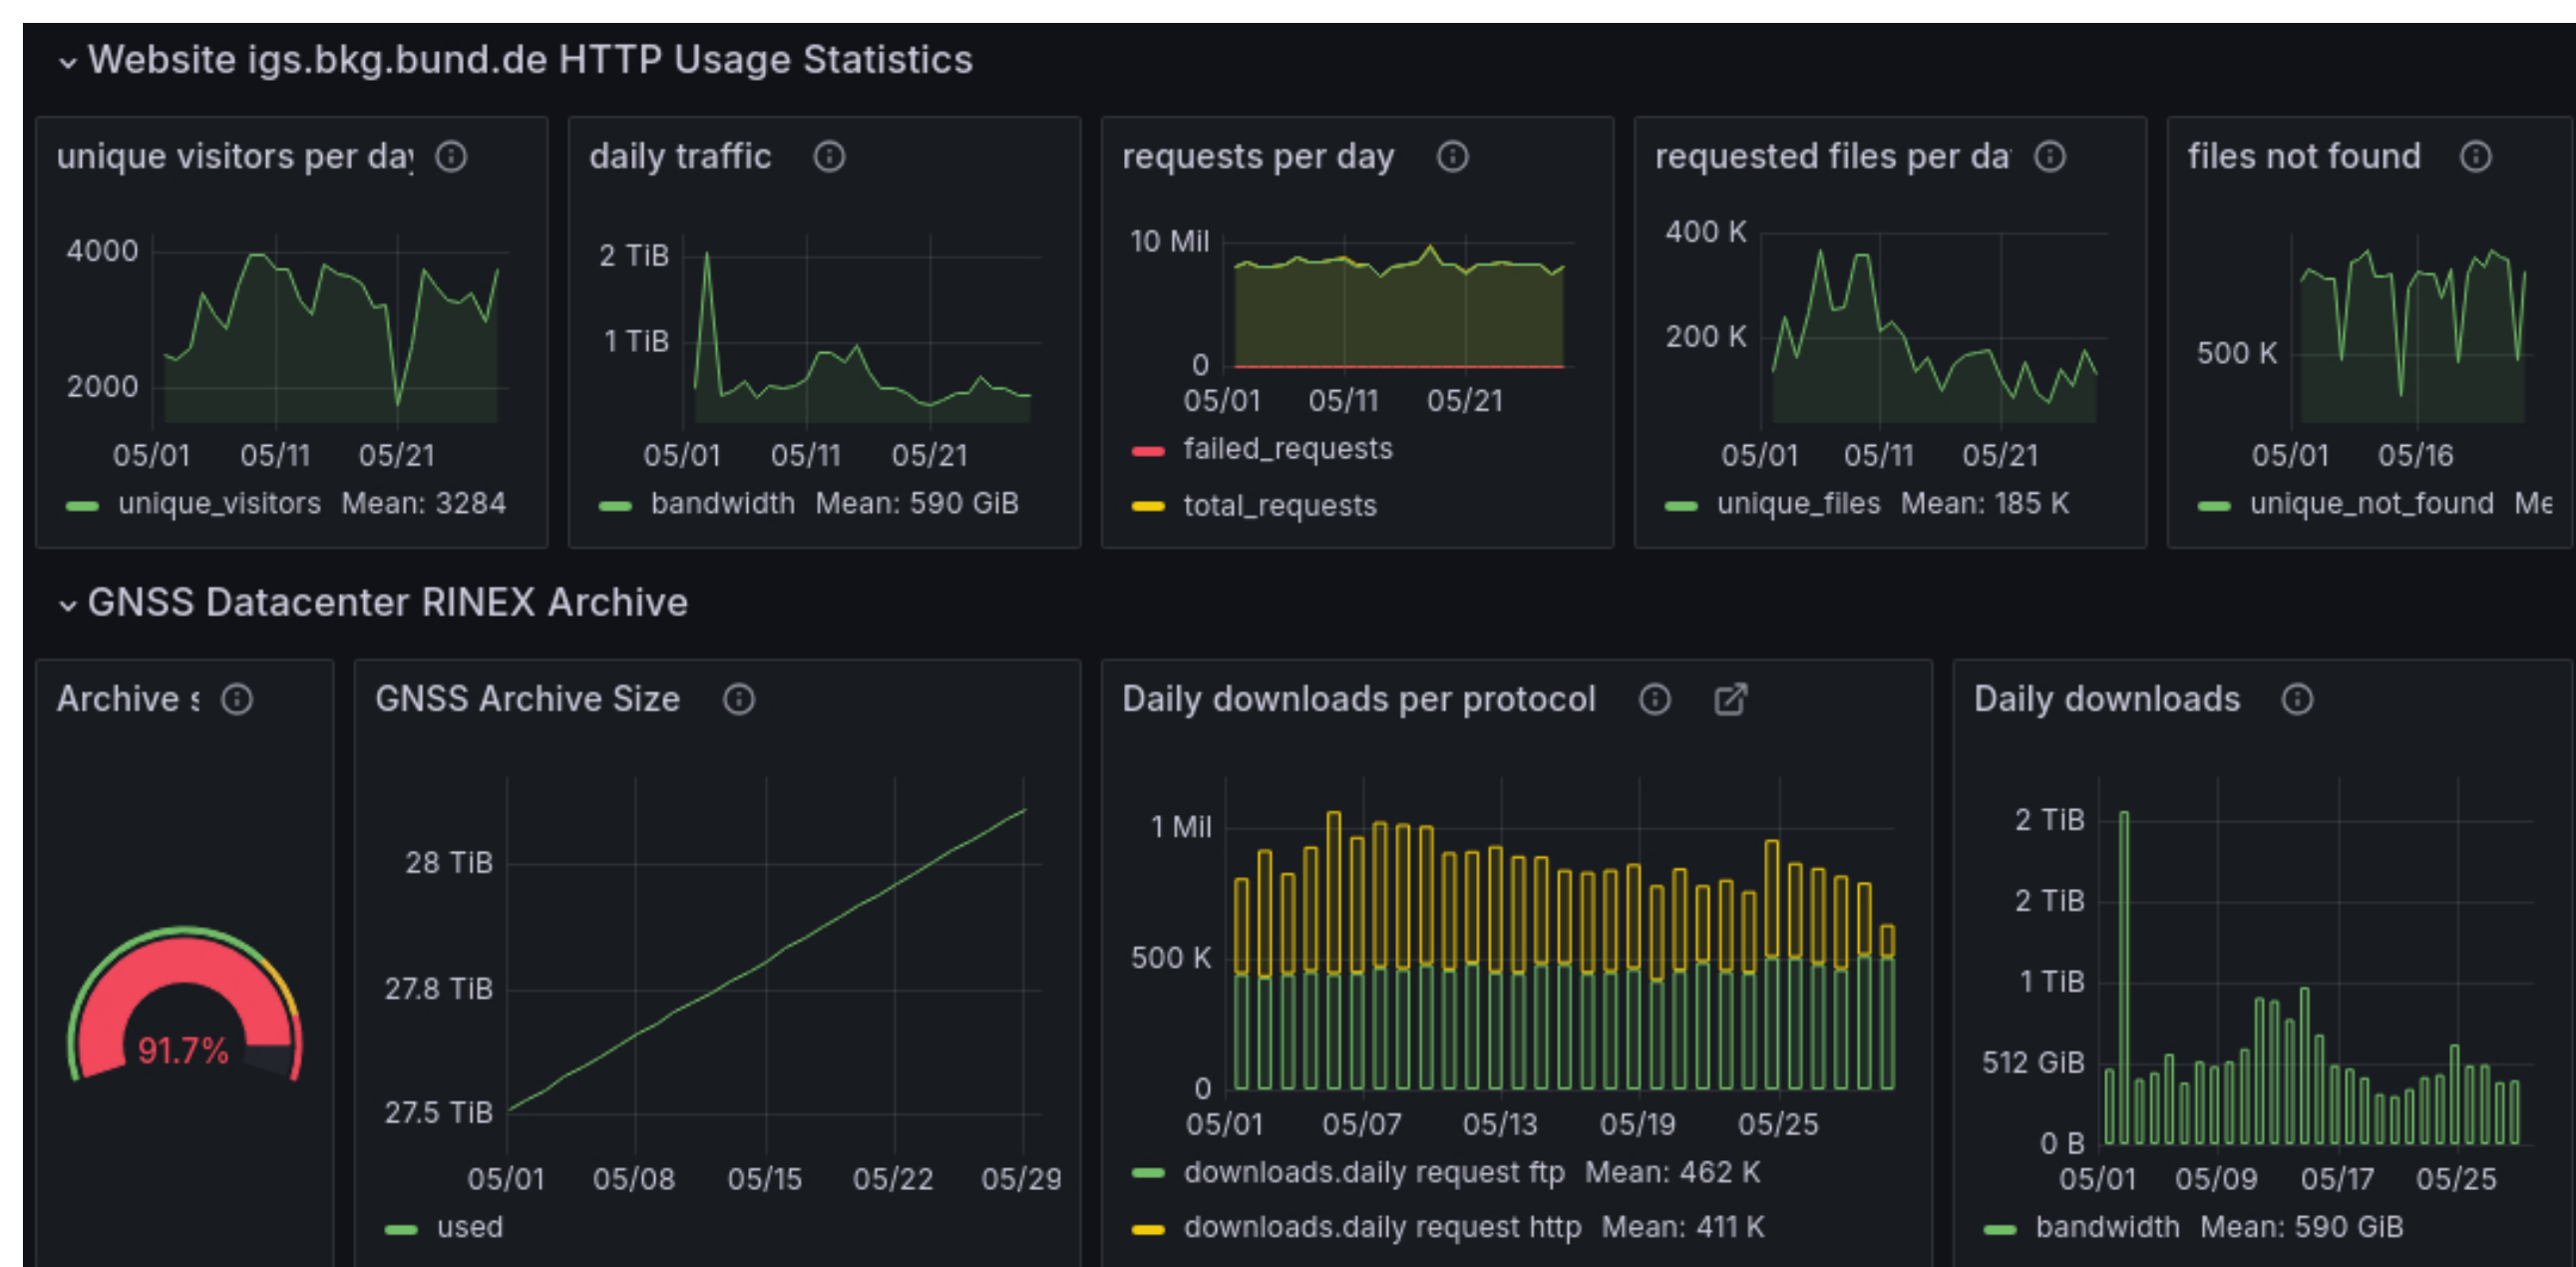 Website igs.bkg.bund.de HTTP Usage Statistics
unique visitors per day
4000
2000
05/01 05/11 05/21
unique_visitors Mean: 3284
daily traffic
2 TiB
1 TiB
05/01 05/11 05/21
bandwidth Mean: 590 GiB
requests per day
10 Mil
0
05/01 05/11 05/21
failed_requests
total_requests
requested files per da
400 K
200 K
05/01 05/11 05/21
unique_files Mean: 185 K
files not found
500 K
05/01 05/16
unique_not_found Me
GNSS Datacenter RINEX Archive
Archive s
91.7%
GNSS Archive Size
28 TiB
27.8 TiB
27.5 TiB
05/01 05/08 05/15 05/22 05/29
used
Daily downloads per protocol
1 Mil
500 K
0
05/01 05/07 05/13 05/19 05/25
downloads.daily request ftp Mean: 462 K
downloads.daily request http Mean: 411 K
Daily downloads
2 TiB
2 TiB
1 TiB
512 GiB
0 B
05/01 05/09 05/17 05/25
bandwidth Mean: 590 GiB